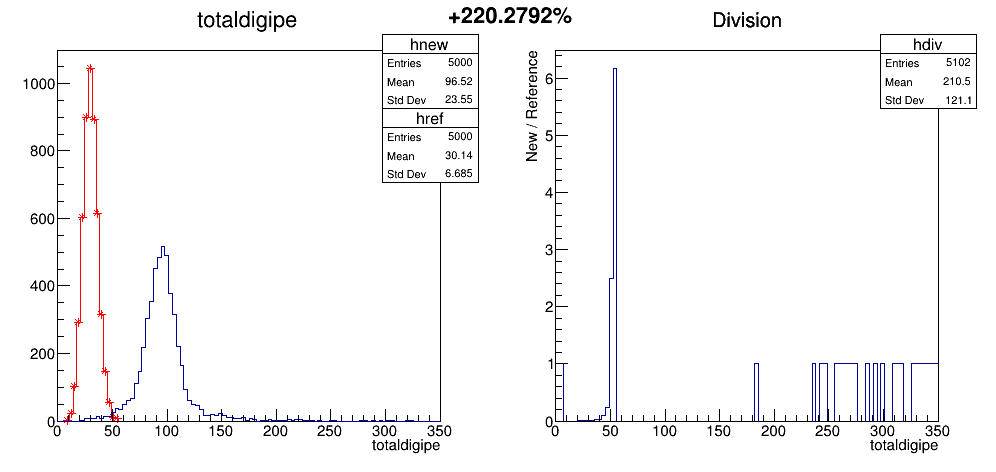 +220.2792%
totaldigipe
hnew
Entries 5000
Mean 96.52
Std Dev 23.55
href
Entries 5000
Mean 30.14
Std Dev 6.685
1000
800
600
400
200
0
0 50 100 150 200 250 300 350
totaldigipe
Division
hdiv
Entries 5102
Mean 210.5
Std Dev 121.1
New / Reference
6
5
4
3
2
1
0
0 50 100 150 200 250 300 350
totaldigipe